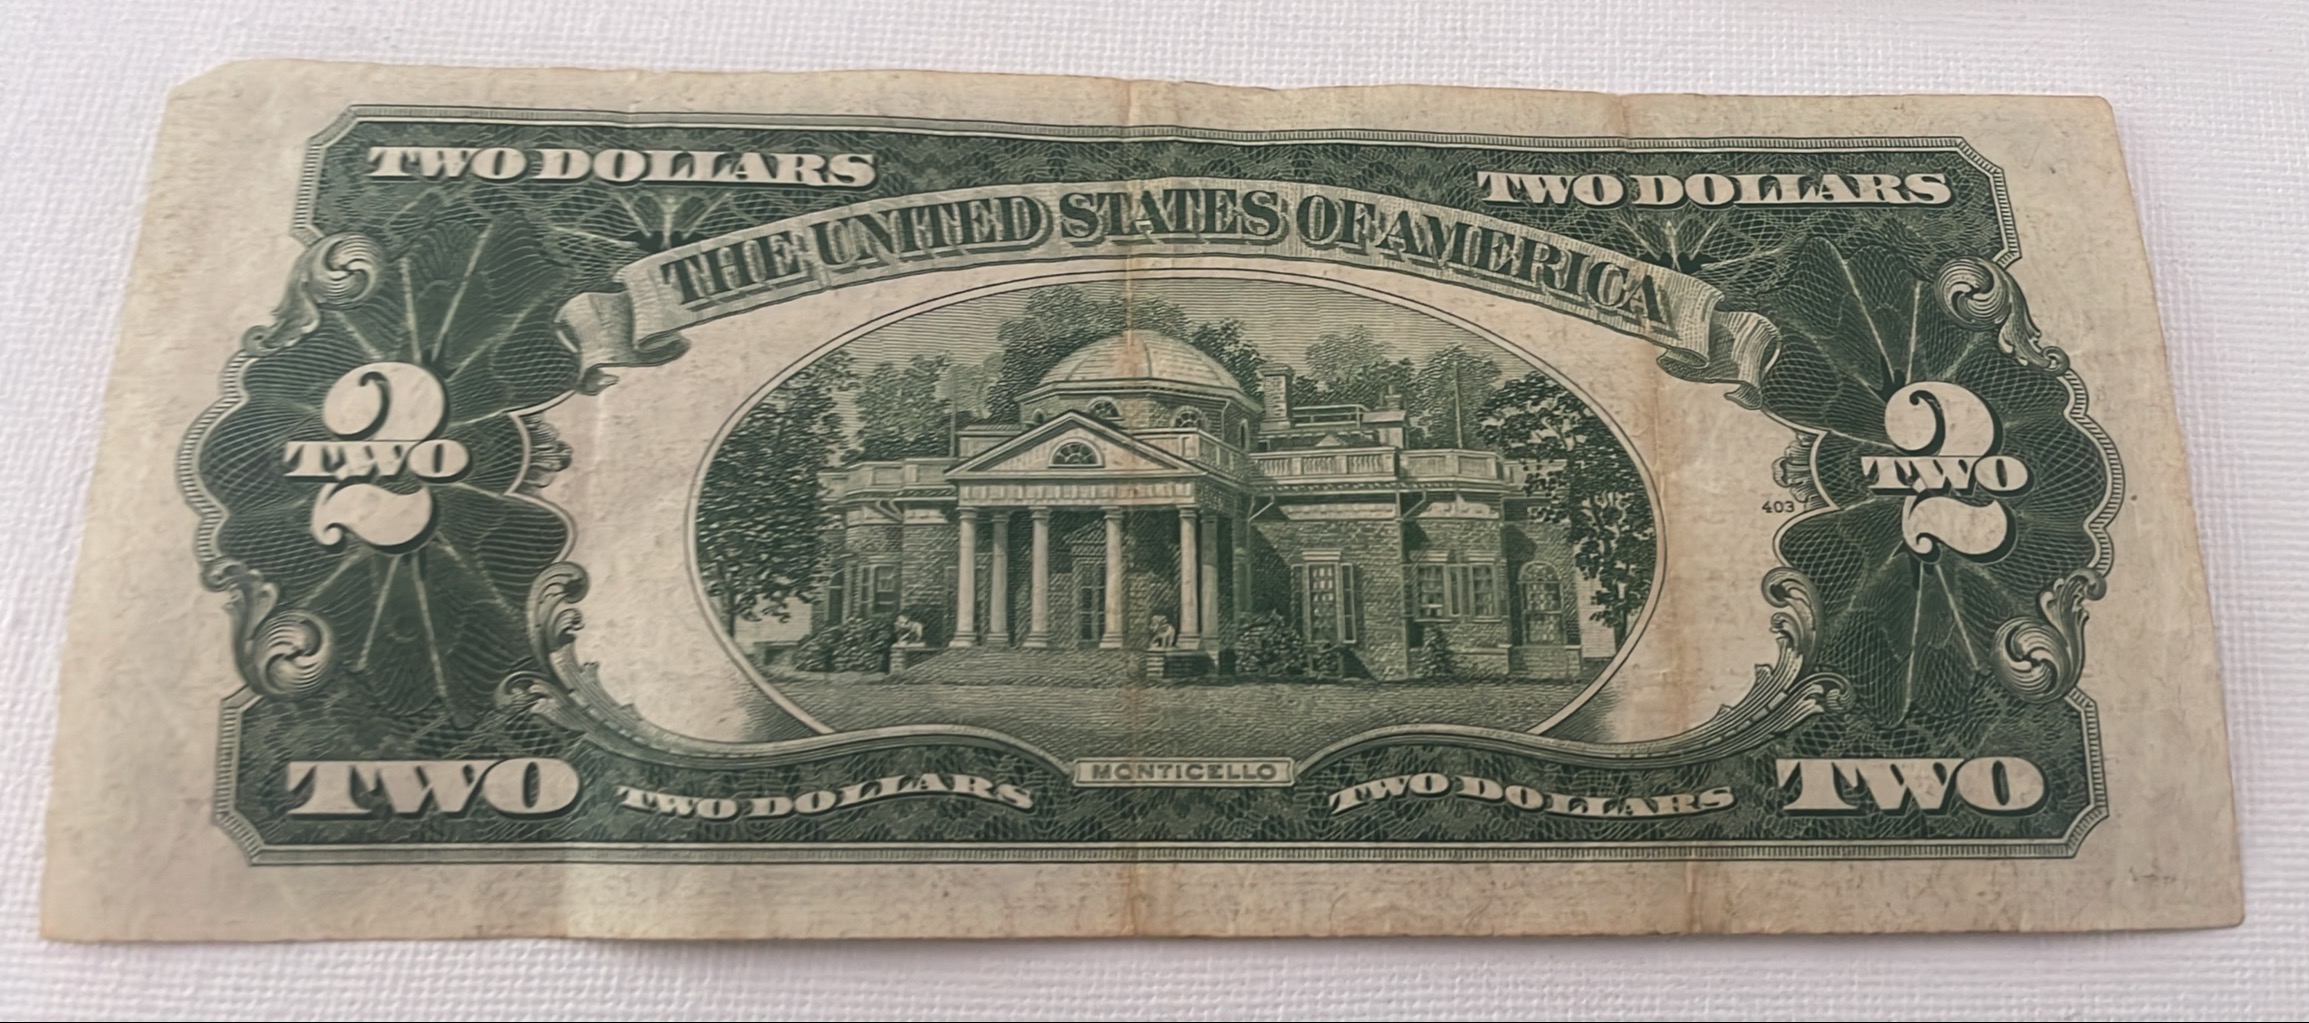 TWO DOLLARS TWO DOLLARS
THE UNITED STATES OF AMERICA
2 TWO 2 TWO
403
MONTICELLO
TWO TWO DOLLARS TWO DOLLARS TWO